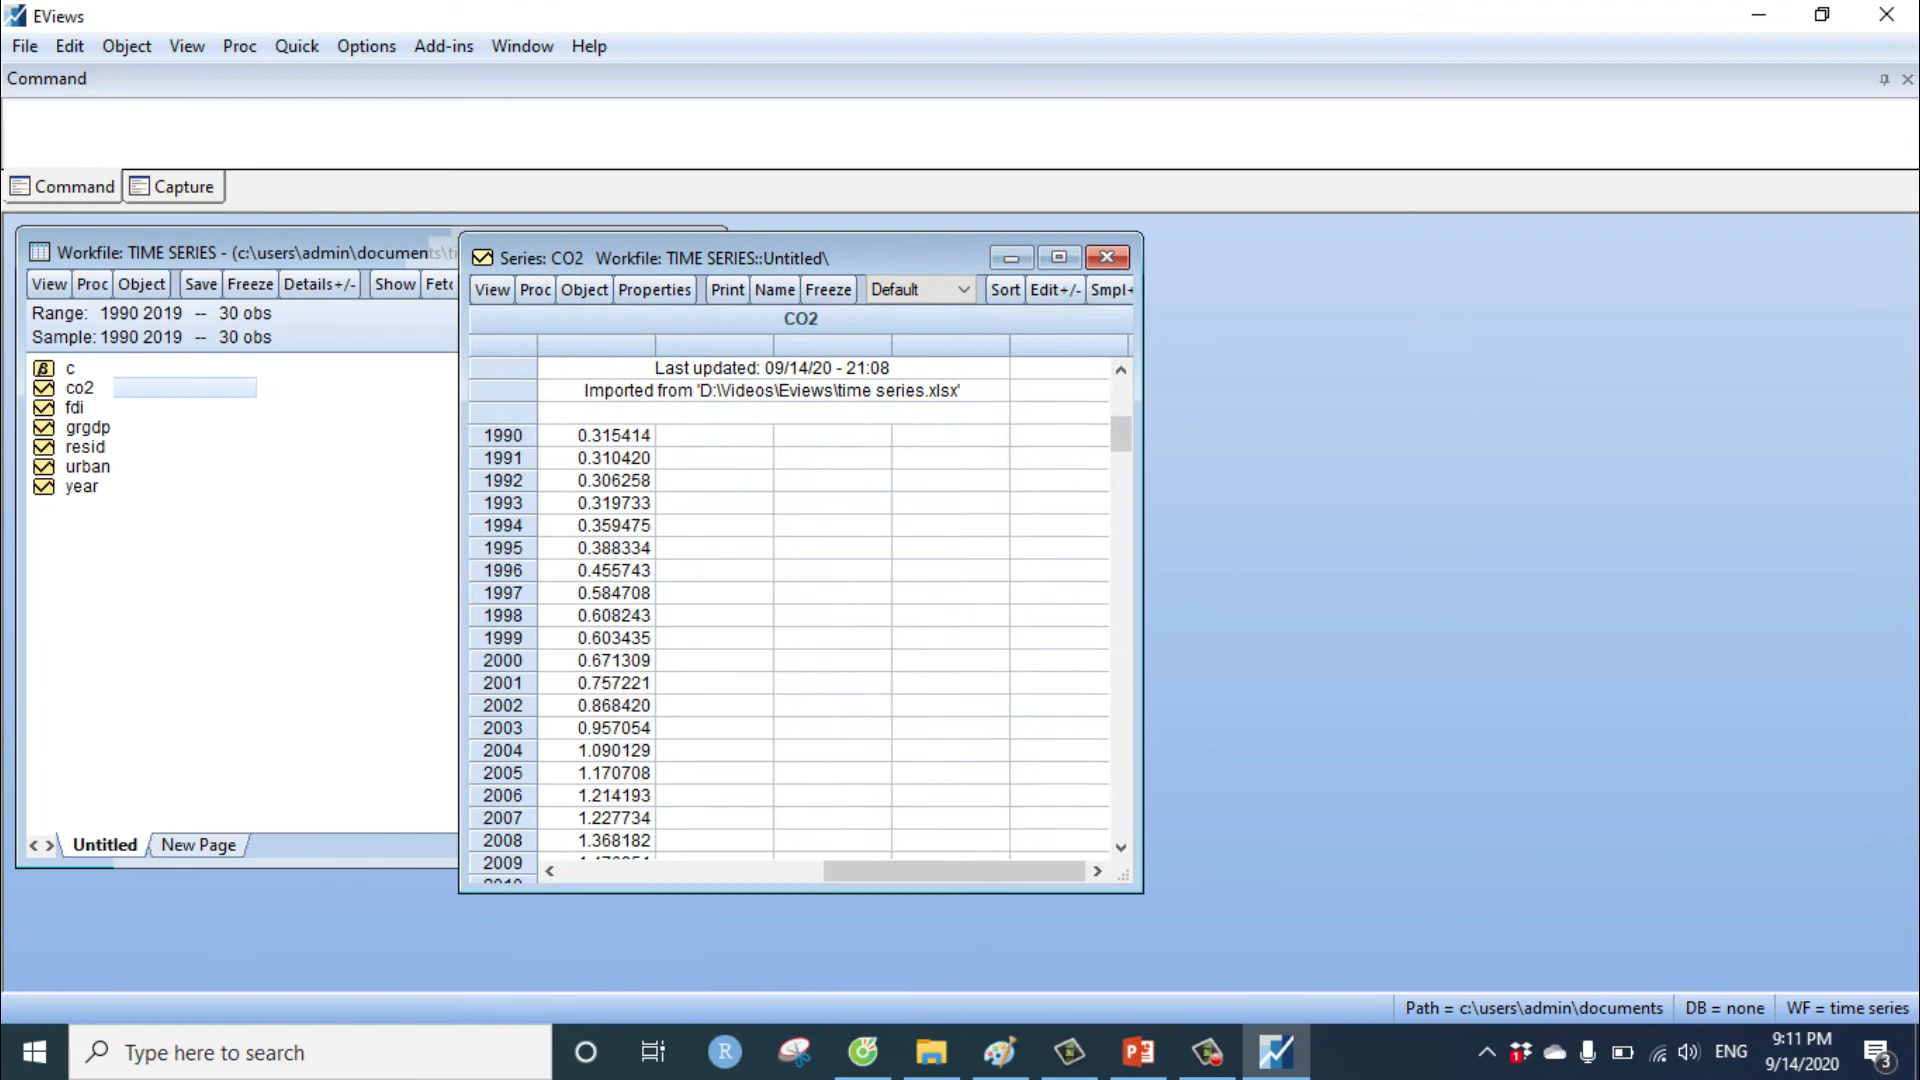 EViews
File Edit Object View Proc Quick Options Add-ins Window Help
Command
Command Capture
Workfile: TIME SERIES - (c:\users\admin\documents\ti
View Proc Object Save Freeze Details+/- Show Fetc
Range: 1990 2019 -- 30 obs
Sample: 1990 2019 -- 30 obs
c
co2
fdi
grgdp
resid
urban
year
Untitled New Page
Series: CO2 Workfile: TIME SERIES::Untitled\
View Proc Object Properties Print Name Freeze Default Sort Edit+/- Smpl+
CO2
Last updated: 09/14/20 - 21:08
Imported from 'D:\Videos\Eviews\time series.xlsx'
1990 0.315414
1991 0.310420
1992 0.306258
1993 0.319733
1994 0.359475
1995 0.388334
1996 0.455743
1997 0.584708
1998 0.608243
1999 0.603435
2000 0.671309
2001 0.757221
2002 0.868420
2003 0.957054
2004 1.090129
2005 1.170708
2006 1.214193
2007 1.227734
2008 1.368182
2009
Path = c:\users\admin\documents DB = none WF = time series
Type here to search
R
1
ENG
9:11 PM
9/14/2020
3